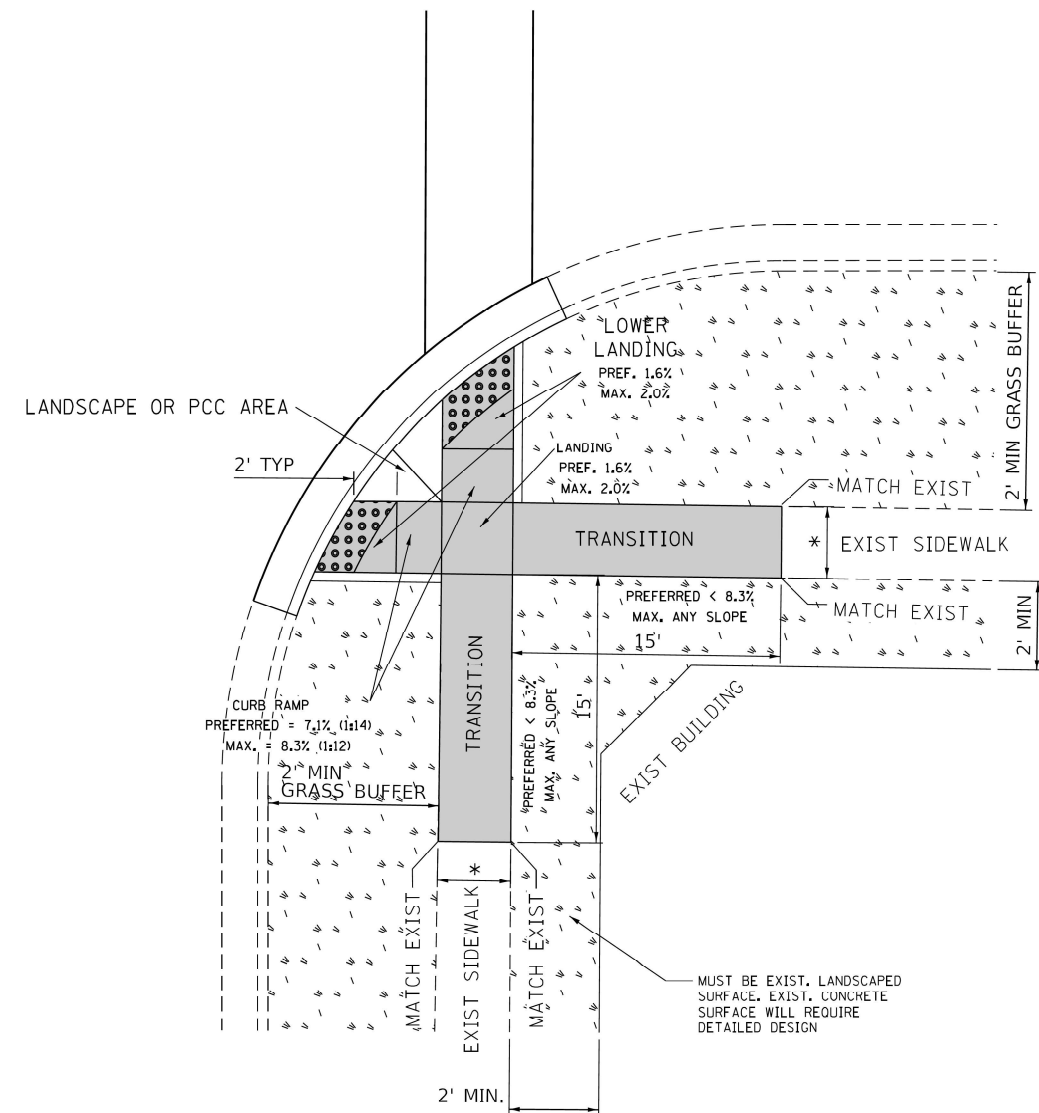 LOWER
LANDING
PREF. 1.6%
MAX. 2.0%
2' MIN GRASS BUFFER
LANDSCAPE OR PCC AREA
2' TYP
LANDING
PREF. 1.6%
MAX. 2.0%
MATCH EXIST
TRANSITION
* EXIST SIDEWALK
MATCH EXIST
PREFERRED < 8.3%
MAX. ANY SLOPE
15'
2' MIN
TRANSITION
PREFERRED < 8.3%
MAX. ANY SLOPE
15'
EXIST BUILDING
CURB RAMP
PREFERRED = 7.1% (1:14)
MAX. = 8.3% (1:12)
2' MIN
GRASS BUFFER
MATCH EXIST
EXIST SIDEWALK *
MATCH EXIST
MUST BE EXIST. LANDSCAPED
SURFACE. EXIST. CONCRETE
SURFACE WILL REQUIRE
DETAILED DESIGN
2' MIN.